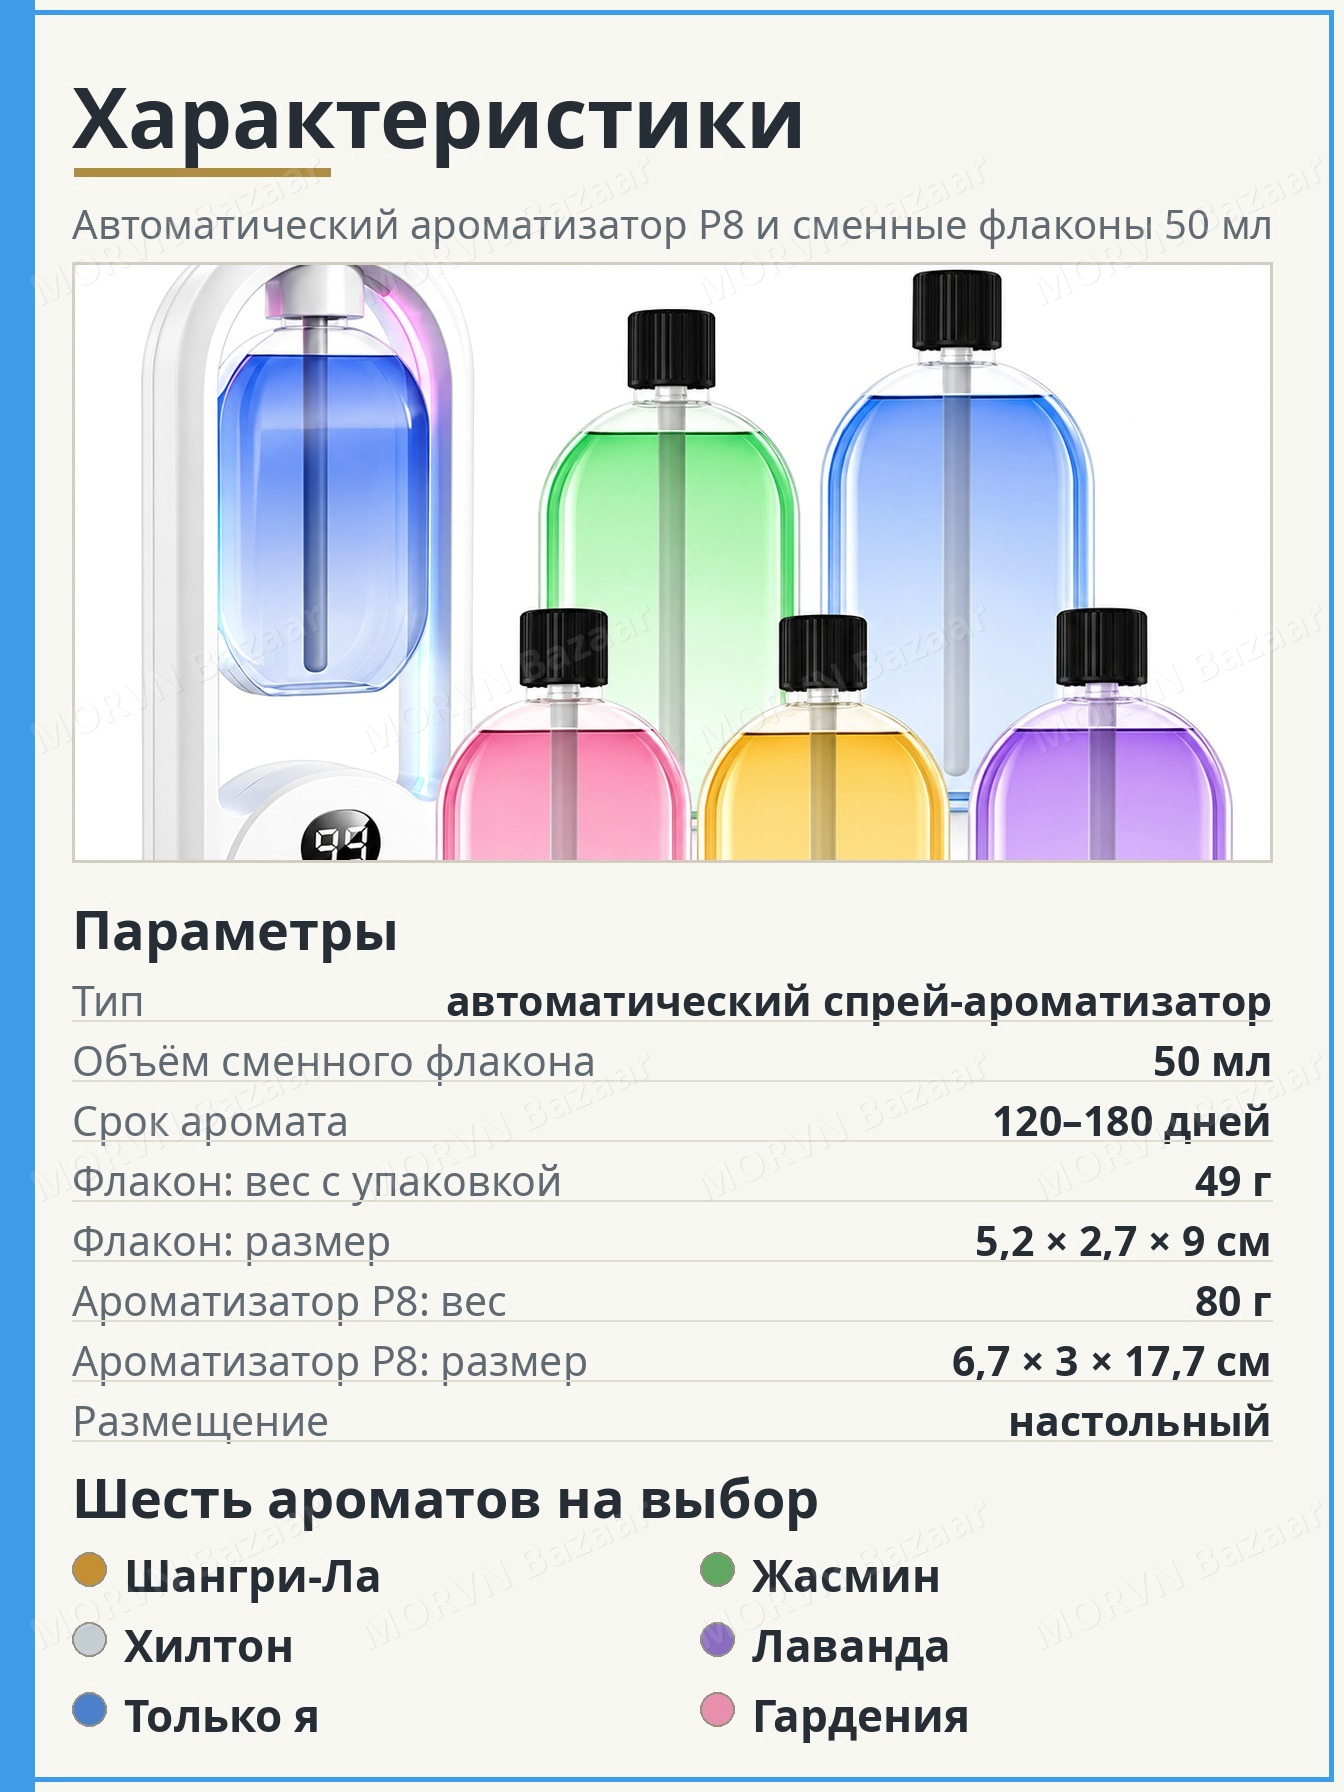 Характеристики
Автоматический ароматизатор P8 и сменные флаконы 50 мл
99
Параметры
Тип автоматический спрей-ароматизатор
Объём сменного флакона 50 мл
Срок аромата 120–180 дней
Флакон: вес с упаковкой 49 г
Флакон: размер 5,2 × 2,7 × 9 см
Ароматизатор P8: вес 80 г
Ароматизатор P8: размер 6,7 × 3 × 17,7 см
Размещение настольный
Шесть ароматов на выбор
Шангри-Ла Жасмин
Хилтон Лаванда
Только я Гардения
MORVN Bazaar